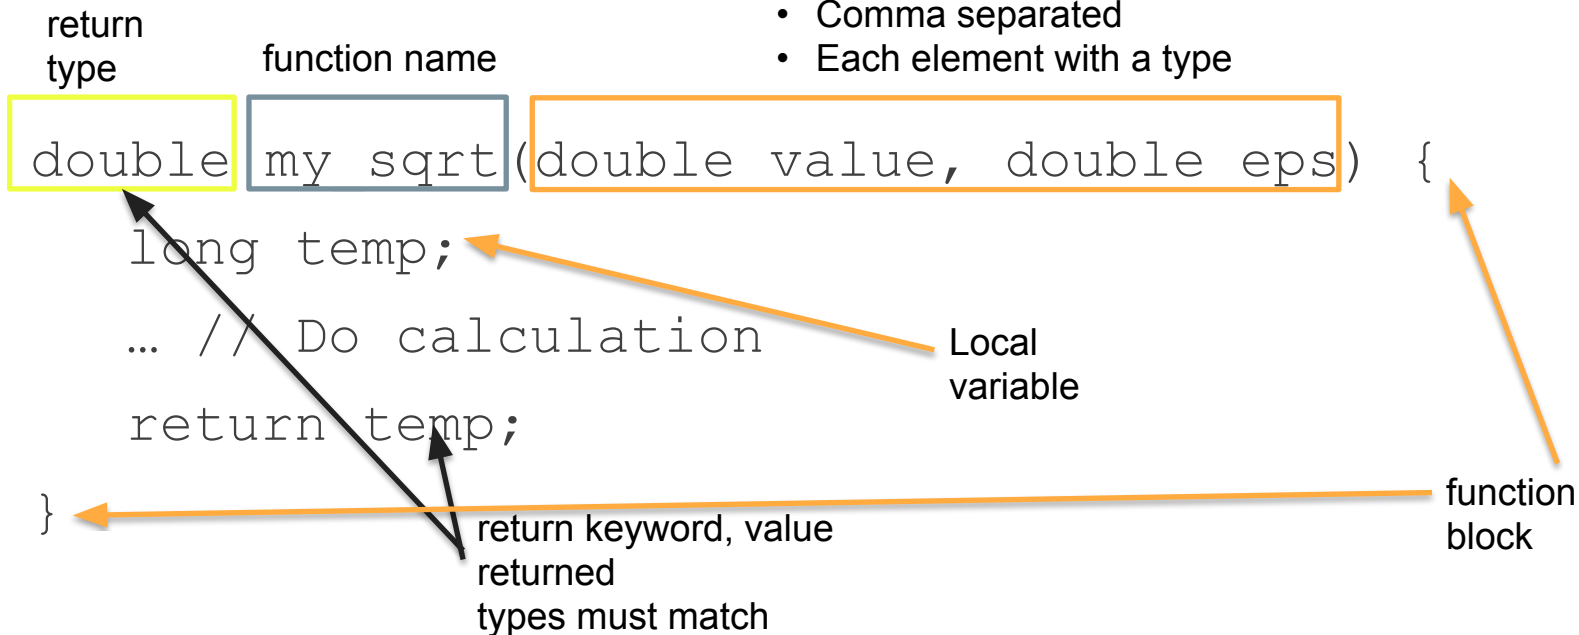 • Comma separated
return
type
function name
• Each element with a type
double my sqrt(double value, double eps) {
long temp;
… // Do calculation
Local
variable
return temp;
}
function
block
return keyword, value
returned
types must match